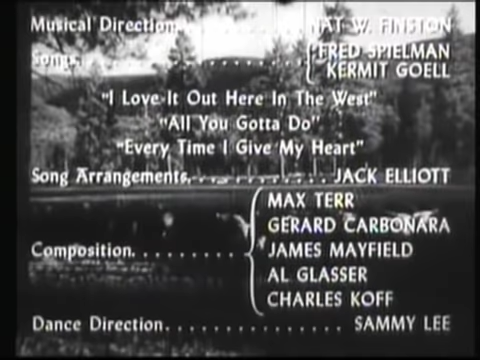 Musical Direction. . . . . . . . . . . NAT W. FINSTON
Songs. . . . . . . . . . . . . . . . . . FRED SPIELMAN
KERMIT GOELL
"I Love It Out Here In The West"
"All You Gotta Do"
"Every Time I Give My Heart"
Song Arrangements. . . . . . . . . . . . . JACK ELLIOTT
MAX TERR
GERARD CARBONARA
Composition. . . . . . . . . JAMES MAYFIELD
AL GLASSER
CHARLES KOFF
Dance Direction. . . . . . . . . . . . . . SAMMY LEE